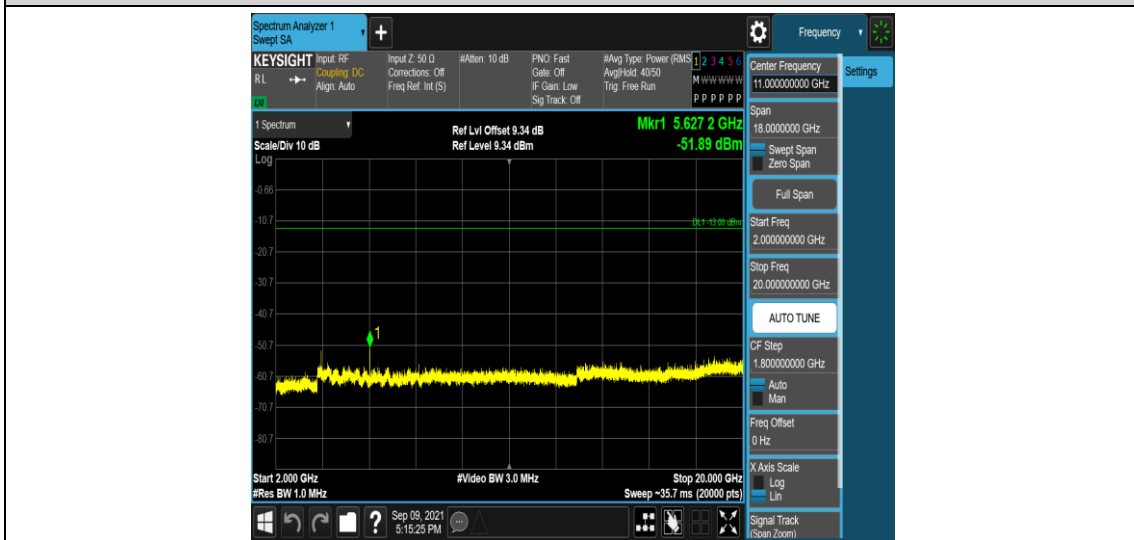 Spectrum Analyzer 1
Swept SA
+
Frequency
KEYSIGHT
RL
LXI
Input: RF
Coupling: DC
Align: Auto
Input Z: 50 Ω
Corrections: Off
Freq Ref: Int (S)
#Atten: 10 dB
PNO: Fast
Gate: Off
IF Gain: Low
Sig Track: Off
#Avg Type: Power (RMS
Avg|Hold: 40/50
Trig: Free Run
1 2 3 4 5 6
M W W W W W
P P P P P P
1 Spectrum
Scale/Div 10 dB
Log
Ref Lvl Offset 9.34 dB
Ref Level 9.34 dBm
Mkr1 5.627 2 GHz
-51.89 dBm
-0.66
-10.7
DL1 -13.00 dBm
-20.7
-30.7
-40.7
1
-50.7
-60.7
-70.7
-80.7
Start 2.000 GHz
#Video BW 3.0 MHz
Stop 20.000 GHz
#Res BW 1.0 MHz
Sweep ~35.7 ms (20000 pts)
Center Frequency
11.000000000 GHz
Settings
Span
18.0000000 GHz
Swept Span
Zero Span
Full Span
Start Freq
2.000000000 GHz
Stop Freq
20.000000000 GHz
AUTO TUNE
CF Step
1.800000000 GHz
Auto
Man
Freq Offset
0 Hz
X Axis Scale
Log
Lin
Signal Track
(Span Zoom)
?
Sep 09, 2021
5:15:25 PM